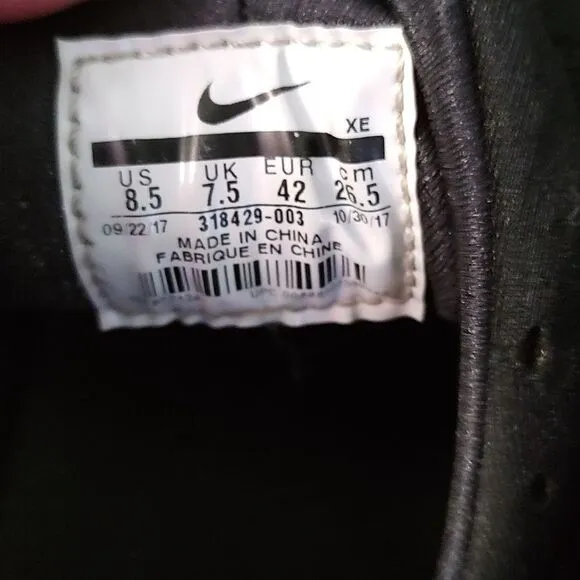 XE
US UK EUR cm
8.5 7.5 42 26.5
09/22/17 318429-003 10/30/17
MADE IN CHINA
FABRIQUE EN CHINE